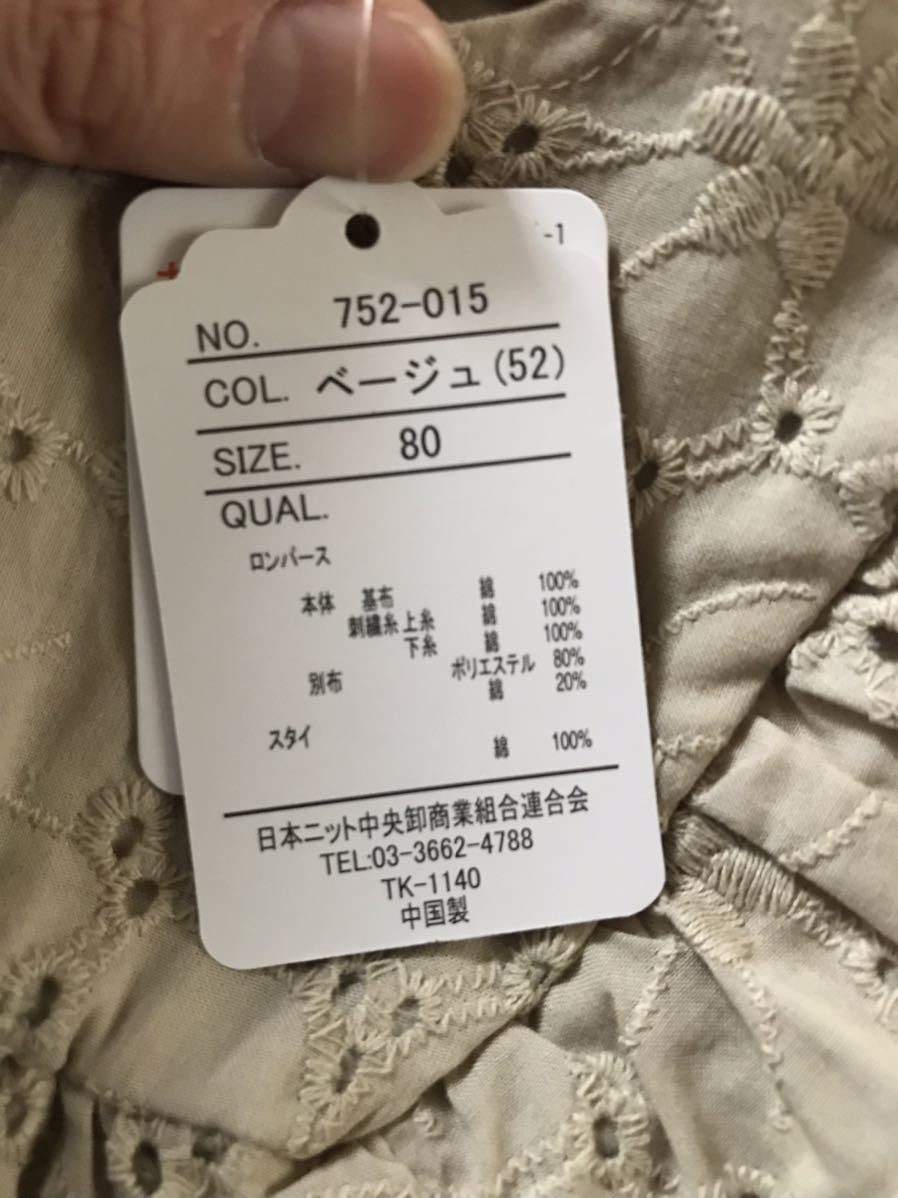 -1
NO. 752-015
COL. ベージュ(52)
SIZE. 80
QUAL.
ロンパース
本体 基布 綿 100%
刺繍糸 上糸 綿 100%
下糸 綿 100%
別布 ポリエステル 80%
綿 20%
スタイ 綿 100%
日本ニット中央卸商業組合連合会
TEL:03-3662-4788
TK-1140
中国製